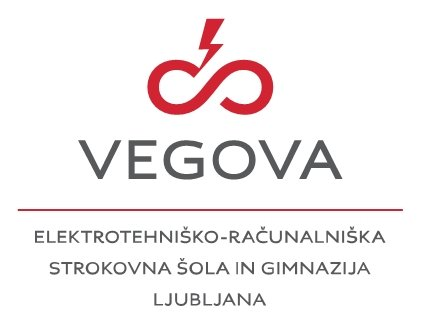 VEGOVA
ELEKTROTEHNIŠKO-RAČUNALNIŠKA
STROKOVNA ŠOLA IN GIMNAZIJA
LJUBLJANA